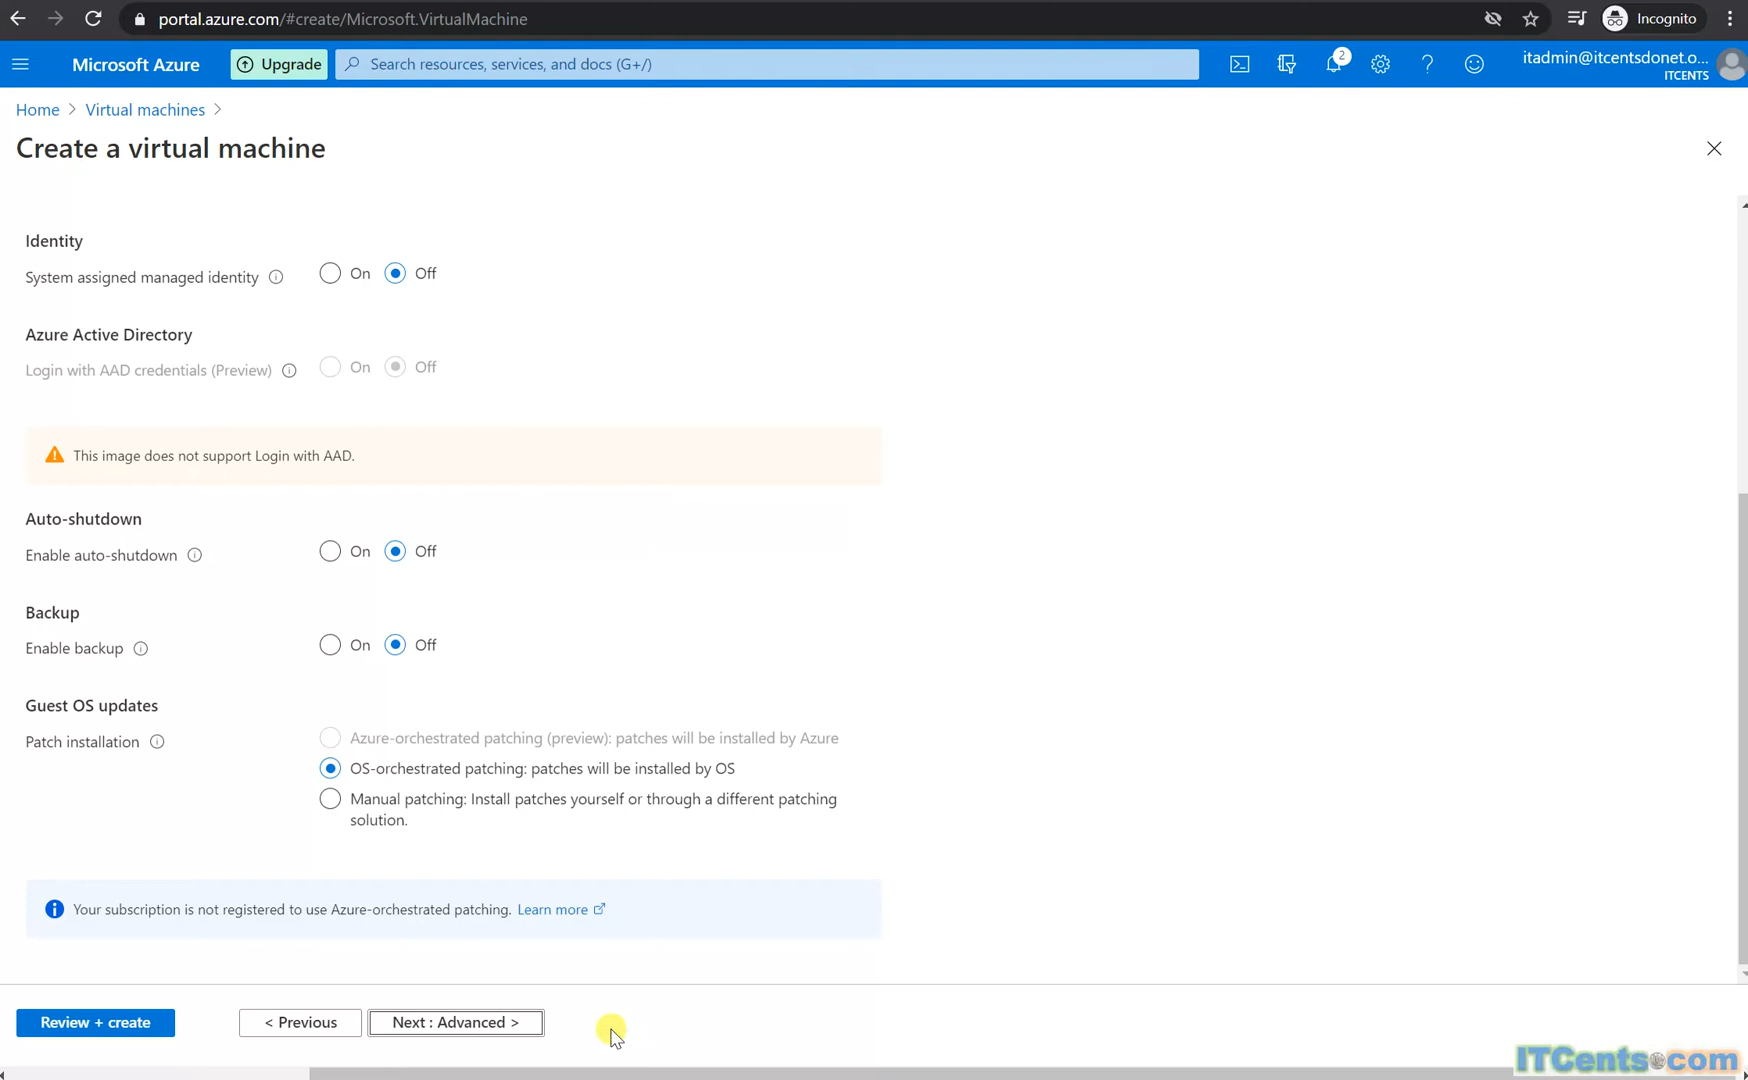 portal.azure.com/#create/Microsoft.VirtualMachine
Incognito
Microsoft Azure
Upgrade
Search resources, services, and docs (G+/)
2
itadmin@itcentsdonet.o...
ITCENTS
Home > Virtual machines >
Create a virtual machine
Identity
System assigned managed identity
On Off
Azure Active Directory
Login with AAD credentials (Preview)
On Off
This image does not support Login with AAD.
Auto-shutdown
Enable auto-shutdown
On Off
Backup
Enable backup
On Off
Guest OS updates
Patch installation
Azure-orchestrated patching (preview): patches will be installed by Azure
OS-orchestrated patching: patches will be installed by OS
Manual patching: Install patches yourself or through a different patching
solution.
Your subscription is not registered to use Azure-orchestrated patching. Learn more
Review + create
< Previous
Next : Advanced >
ITCents.com